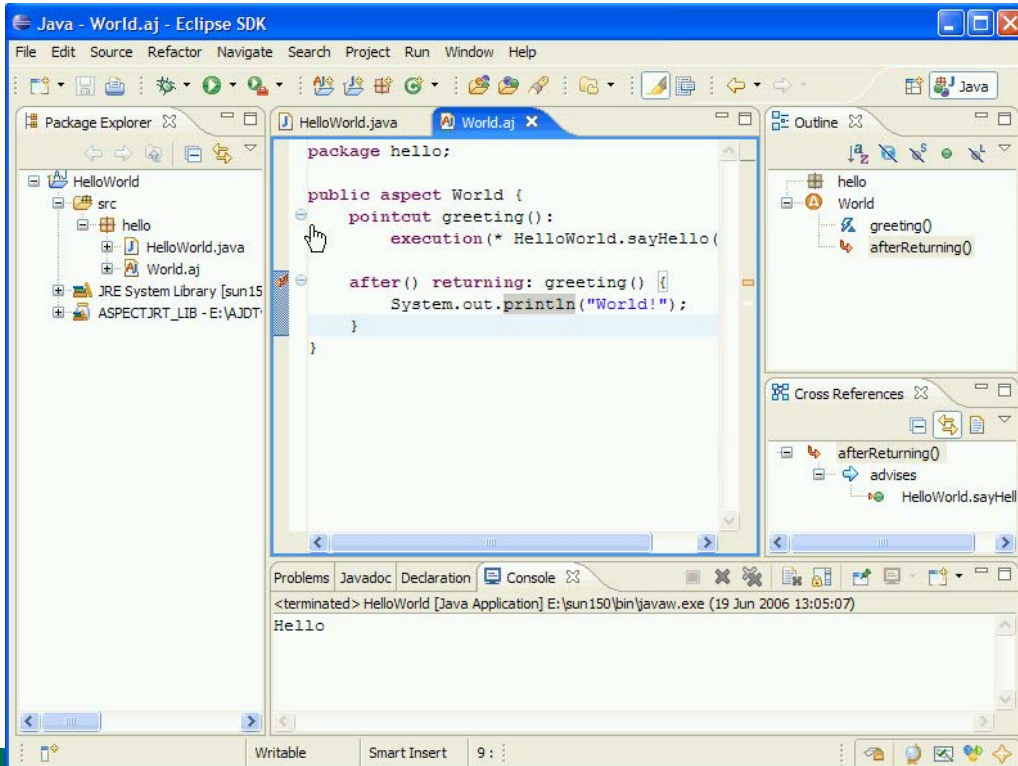 Java - World.aj - Eclipse SDK
File Edit Source Refactor Navigate Search Project Run Window Help
Java
Package Explorer
HelloWorld
src
hello
HelloWorld.java
World.aj
JRE System Library [sun15
ASPECTJRT_LIB - E:\AJDT
HelloWorld.java
World.aj
package hello;
public aspect World {
pointcut greeting():
execution(* HelloWorld.sayHello(
after() returning: greeting() {
System.out.println("World!");
}
}
Outline
hello
World
greeting()
afterReturning()
Cross References
afterReturning()
advises
HelloWorld.sayHell
Problems Javadoc Declaration Console
<terminated> HelloWorld [Java Application] E:\sun150\bin\javaw.exe (19 Jun 2006 13:05:07)
Hello
Writable Smart Insert 9 :